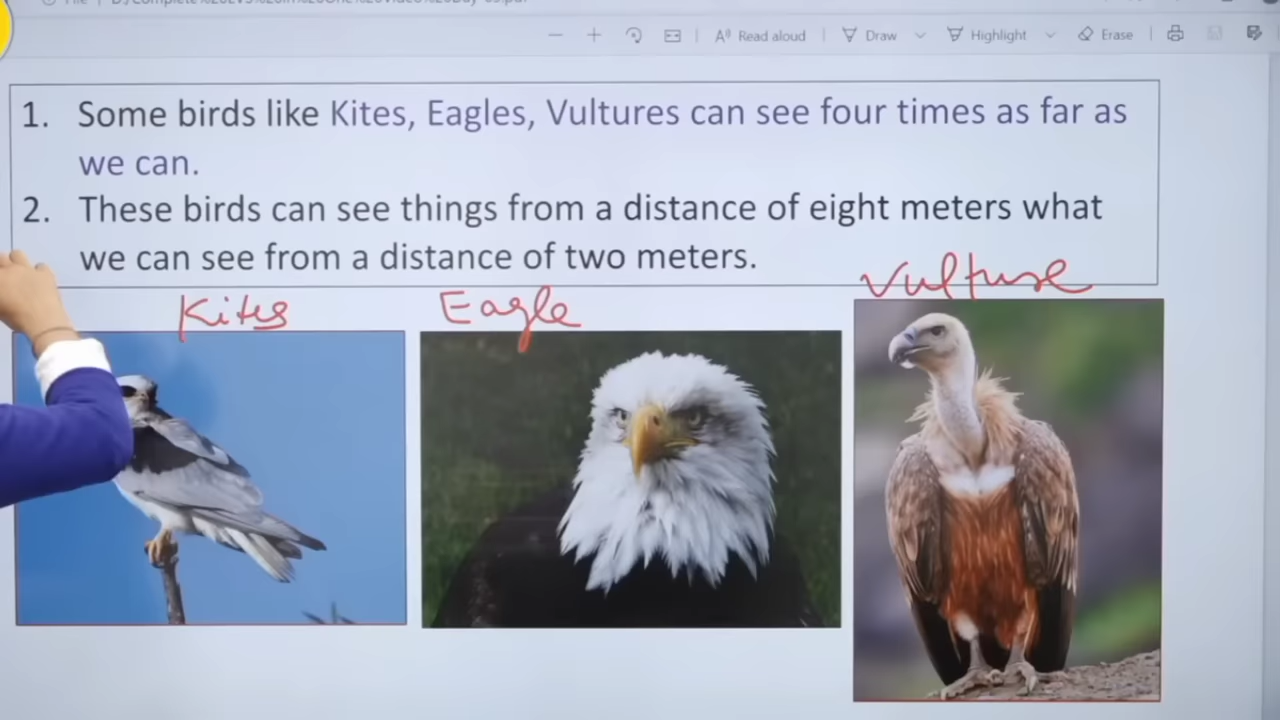 Read aloud
Draw
Highlight
Erase
1. Some birds like Kites, Eagles, Vultures can see four times as far as
we can.
2. These birds can see things from a distance of eight meters what
we can see from a distance of two meters.
Kites
Eagle
Vulture